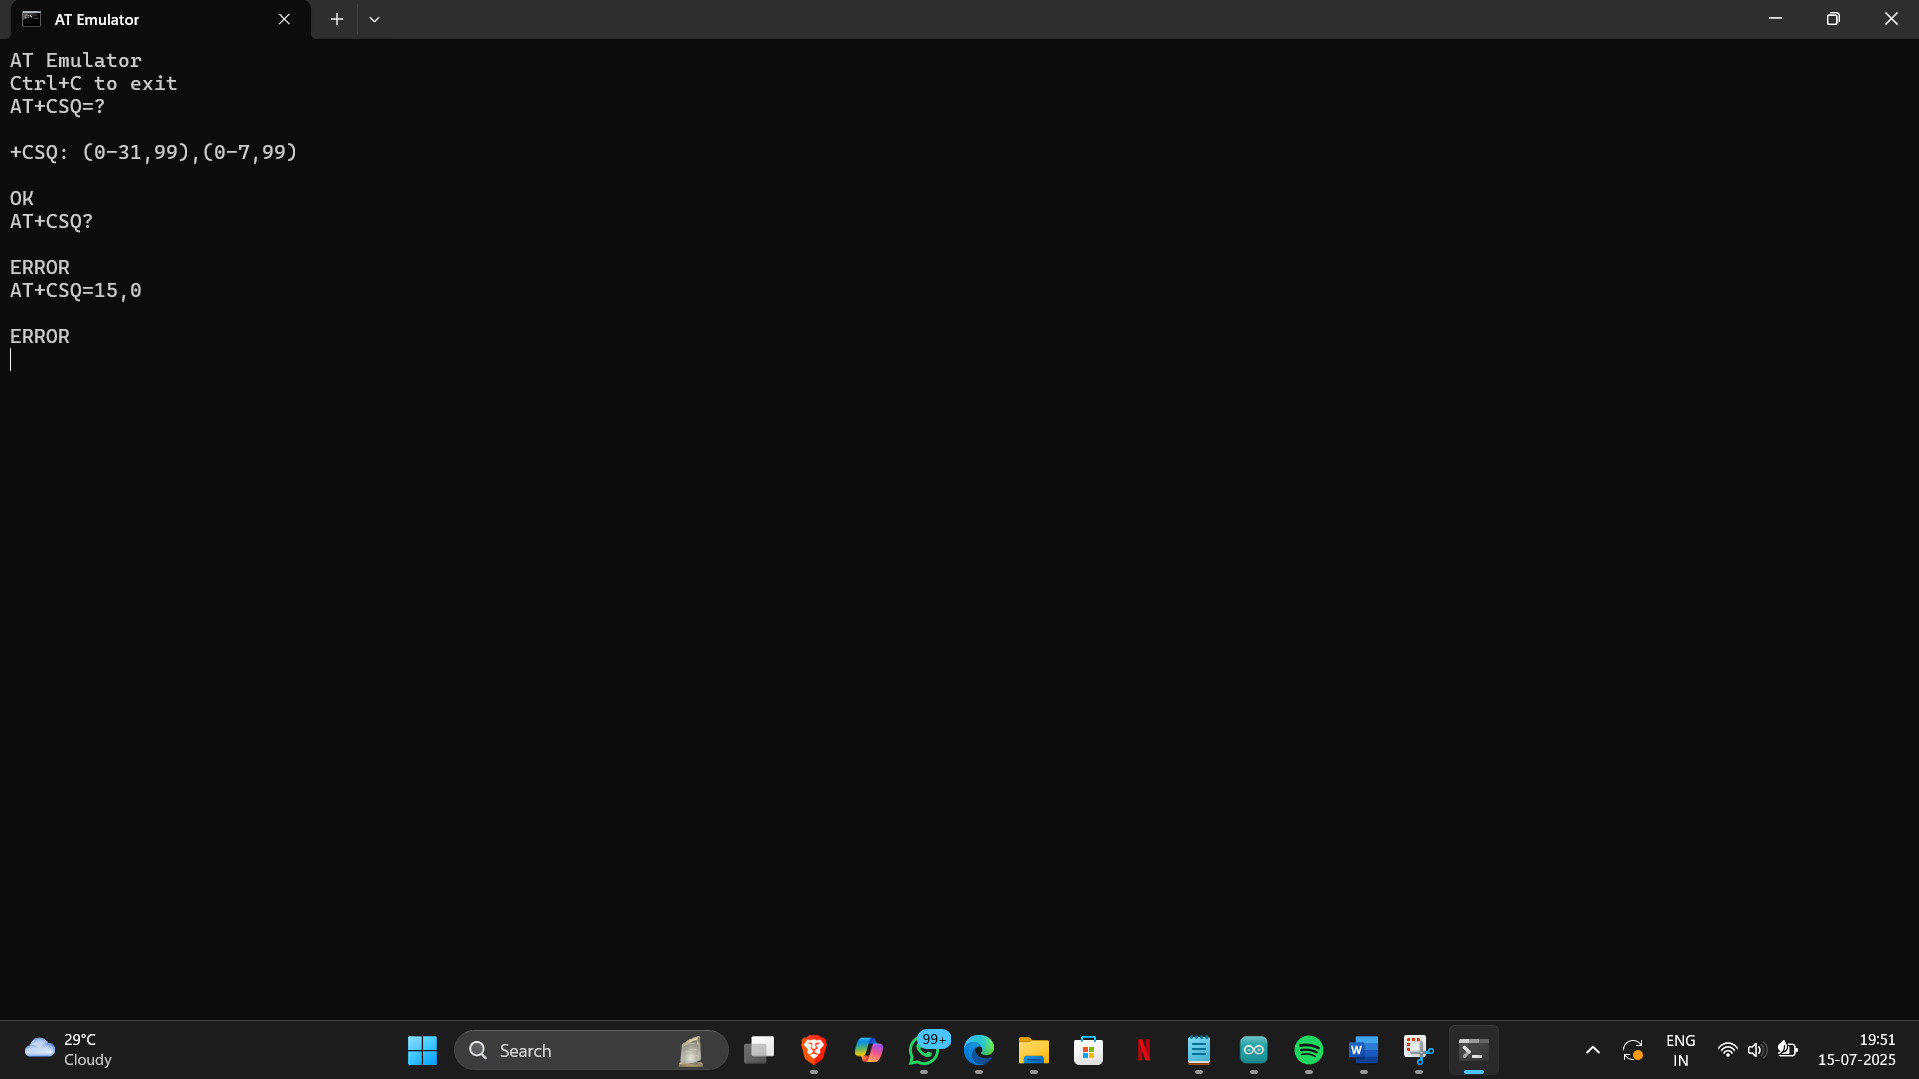 AT Emulator
AT Emulator
Ctrl+C to exit
AT+CSQ=?
+CSQ: (0-31,99),(0-7,99)
OK
AT+CSQ?
ERROR
AT+CSQ=15,0
ERROR
29°C
Cloudy
Search
99+
W
N
ENG
IN
19:51
15-07-2025